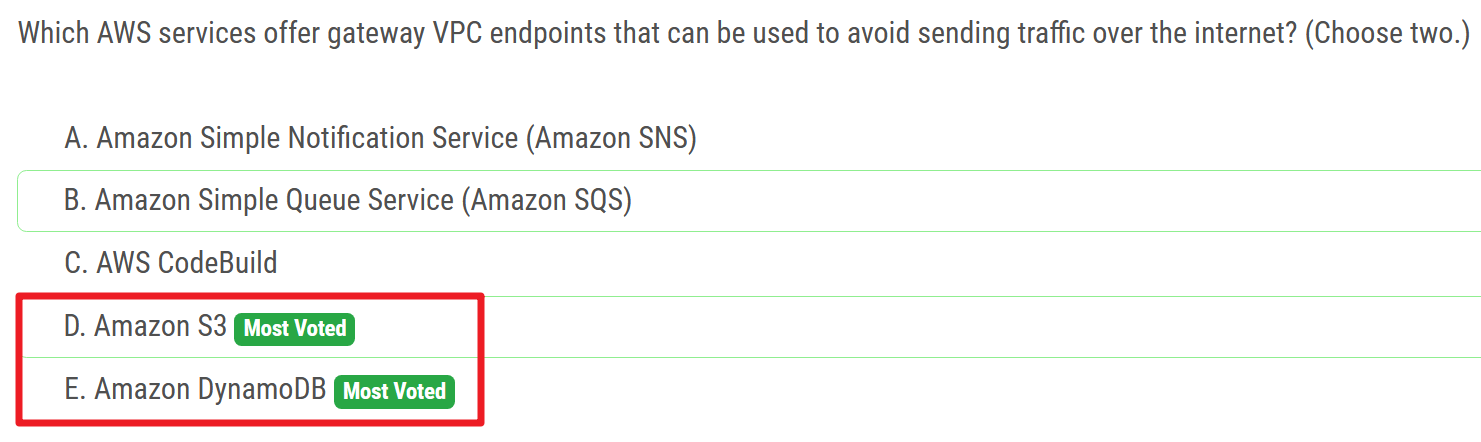 Which AWS services offer gateway VPC endpoints that can be used to avoid sending traffic over the internet? (Choose two.)
A. Amazon Simple Notification Service (Amazon SNS)
B. Amazon Simple Queue Service (Amazon SQS)
C. AWS CodeBuild
D. Amazon S3 Most Voted
E. Amazon DynamoDB Most Voted